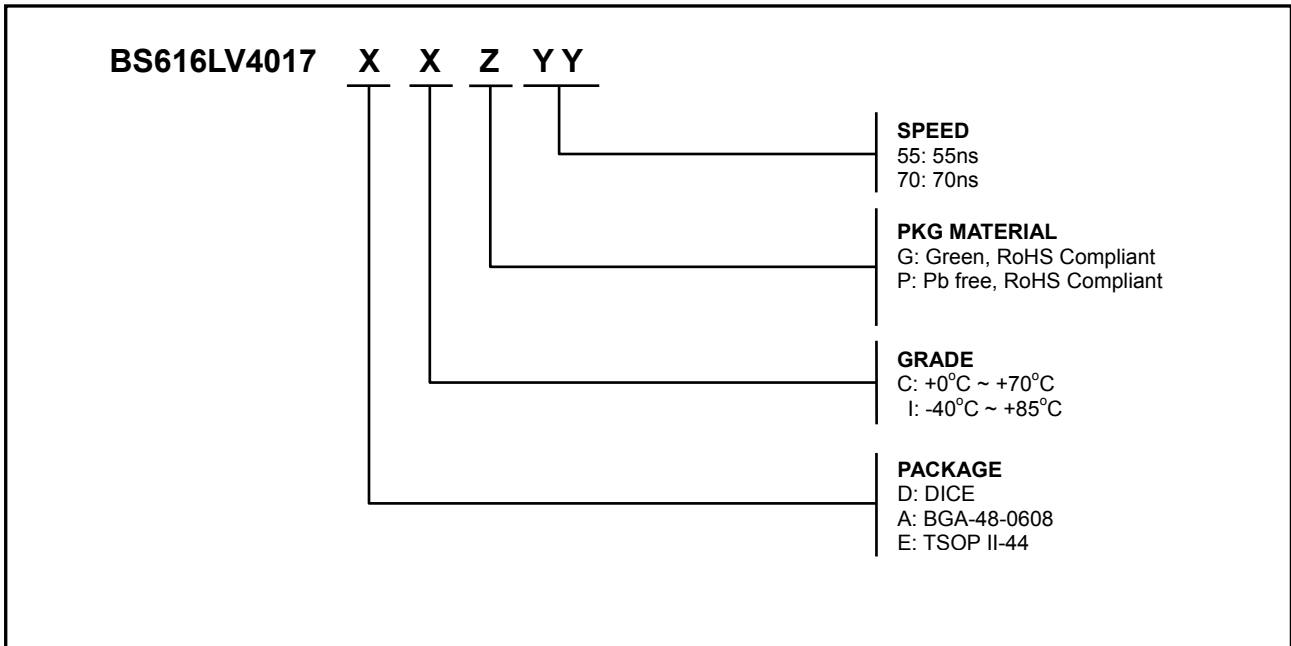 BS616LV4017 X X Z Y Y
SPEED
55: 55ns
70: 70ns
PKG MATERIAL
G: Green, RoHS Compliant
P: Pb free, RoHS Compliant
GRADE
C: +0°C ~ +70°C
I: -40°C ~ +85°C
PACKAGE
D: DICE
A: BGA-48-0608
E: TSOP II-44